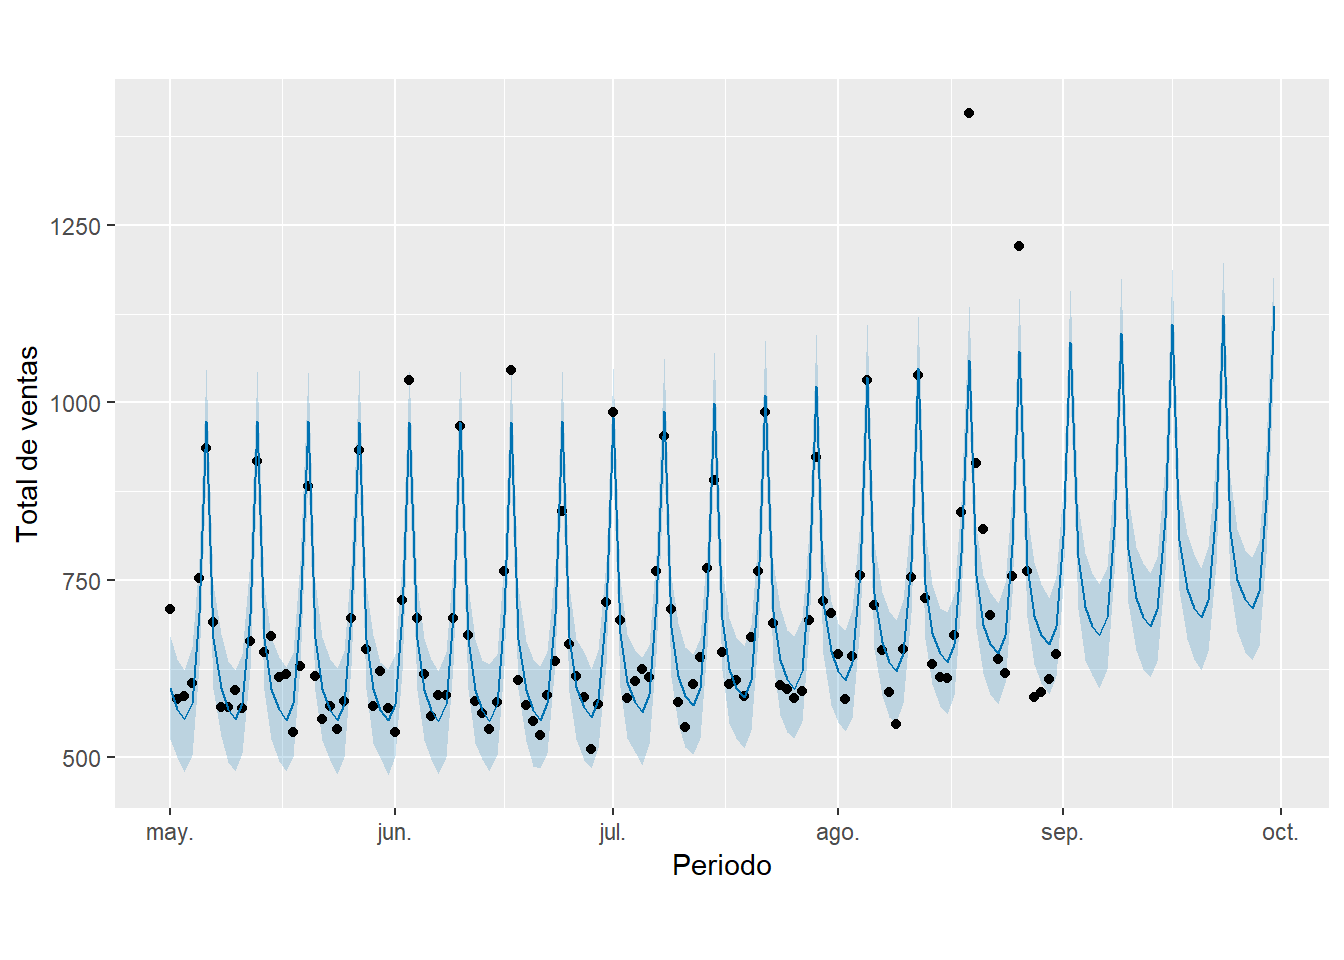 Total de ventas
1250
1000
750
500
may.
jun.
jul.
ago.
sep.
oct.
Periodo